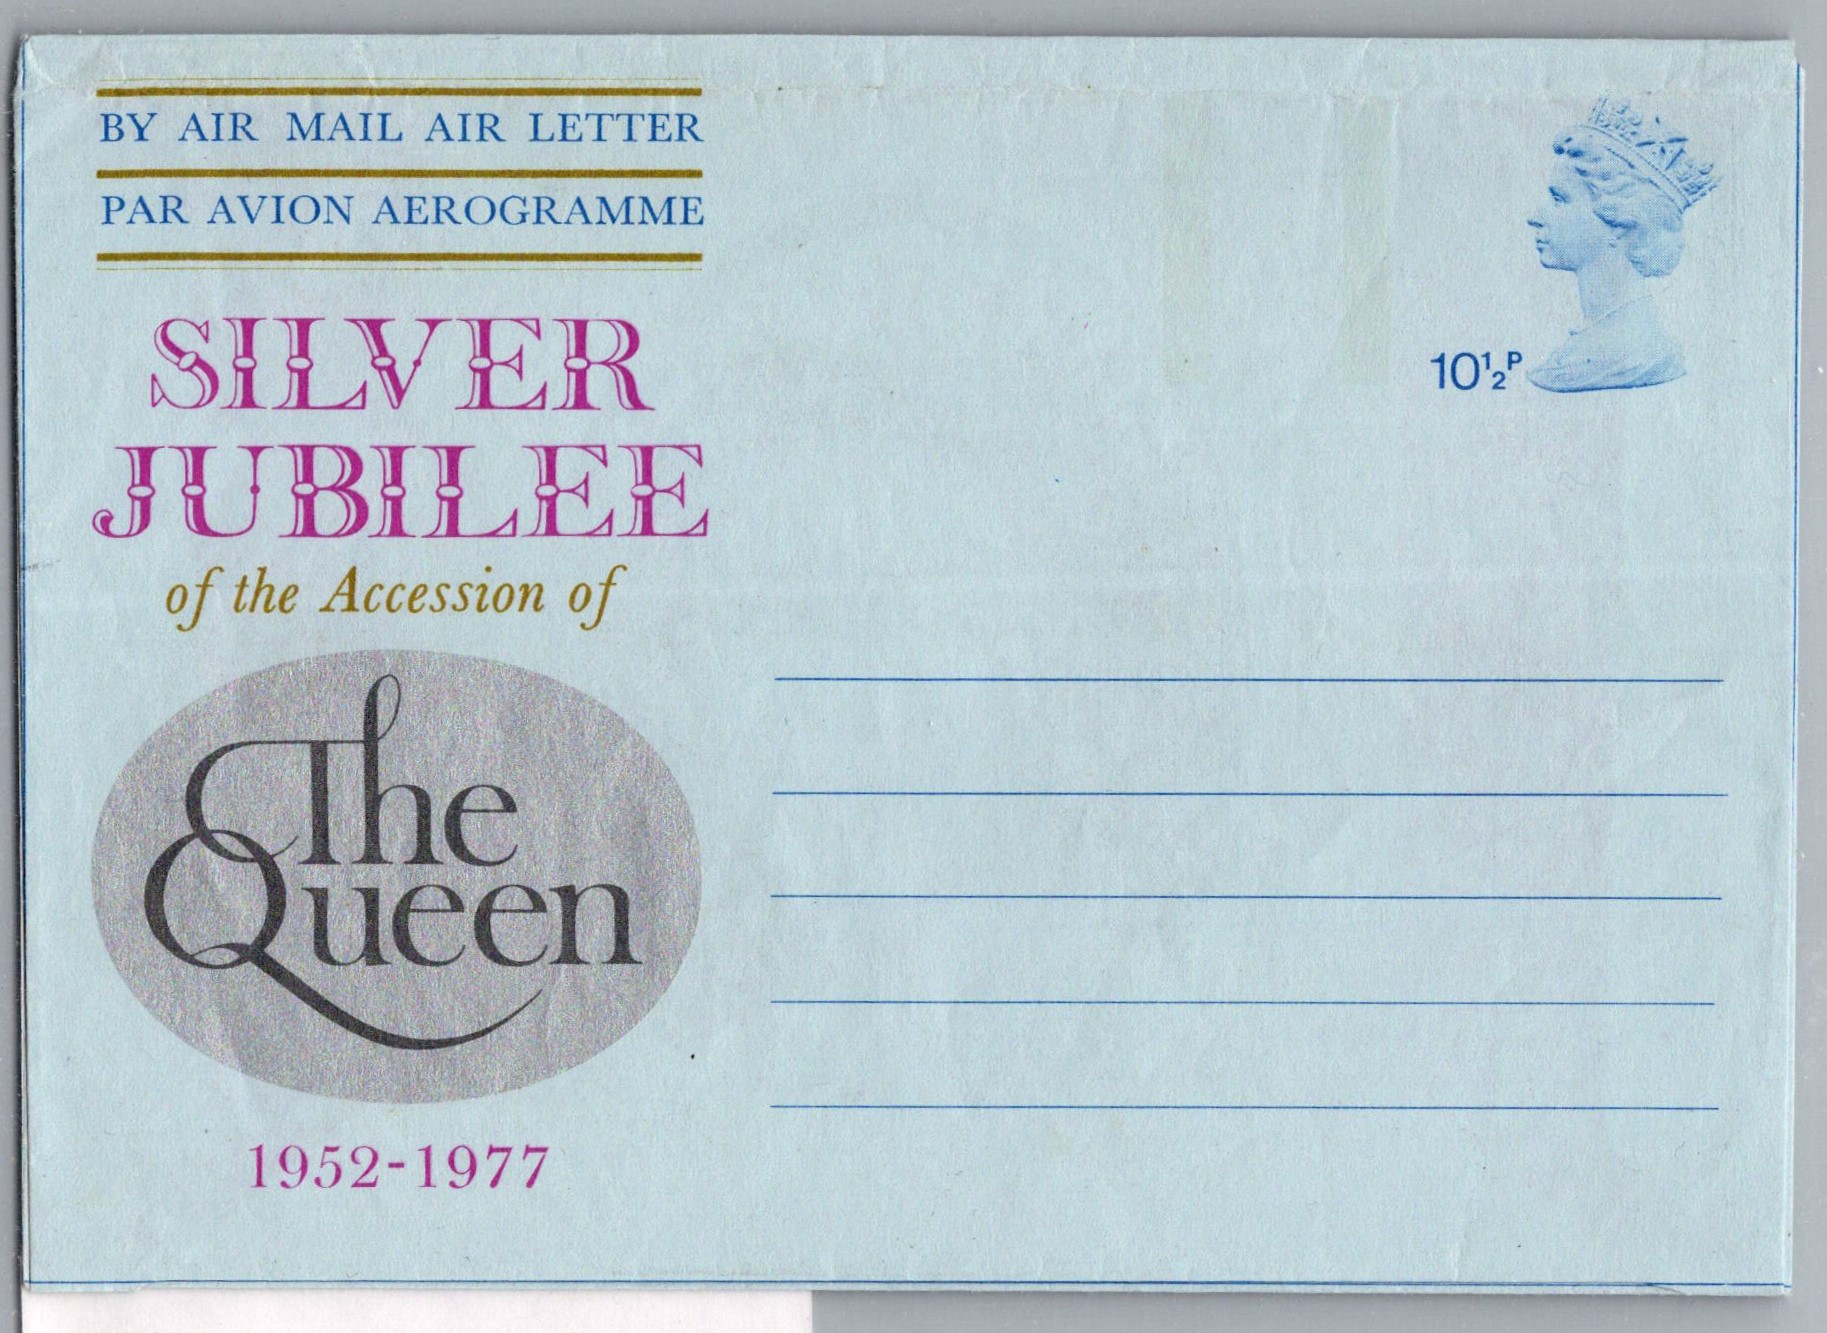 BY AIR MAIL AIR LETTER
PAR AVION AEROGRAMME
SILVER
JUBILEE
of the Accession of
The
Queen
1952-1977
10½P